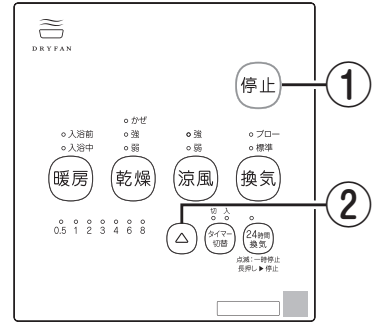 DRYFAN
停止
①
かぜ
入浴前 強 強 ブロー
入浴中 弱 弱 標準
暖房 乾燥 涼風 換気
切 入
②
0.5 1 2 3 4 6 8
△
タイマー
切替
24時間
換気
点滅:一時停止
長押し▶停止